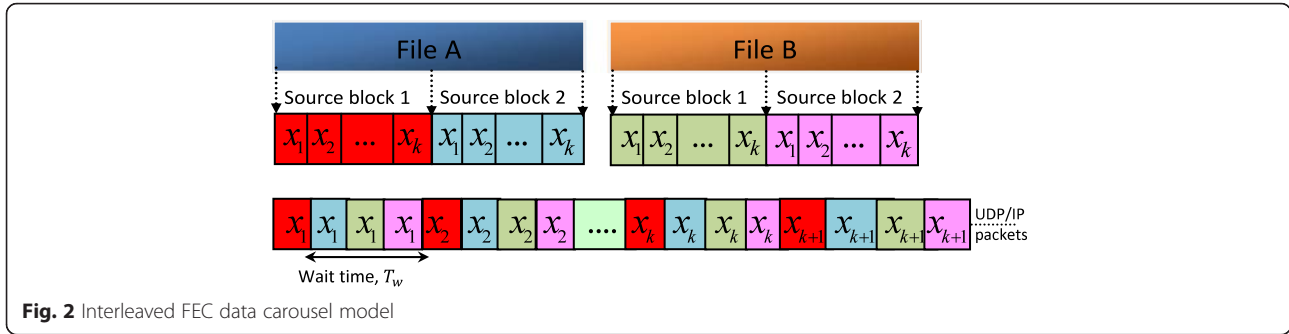 File A File B
Source block 1 Source block 2 Source block 1 Source block 2
x₁ x₂ ... xₖ x₁ x₂ ... xₖ x₁ x₂ ... xₖ x₁ x₂ ... xₖ
x₁ x₁ x₁ x₁ x₂ x₂ x₂ x₂ .... xₖ xₖ xₖ xₖ xₖ₊₁ xₖ₊₁ xₖ₊₁ xₖ₊₁ UDP/IP
packets
Wait time, T_w
Fig. 2 Interleaved FEC data carousel model